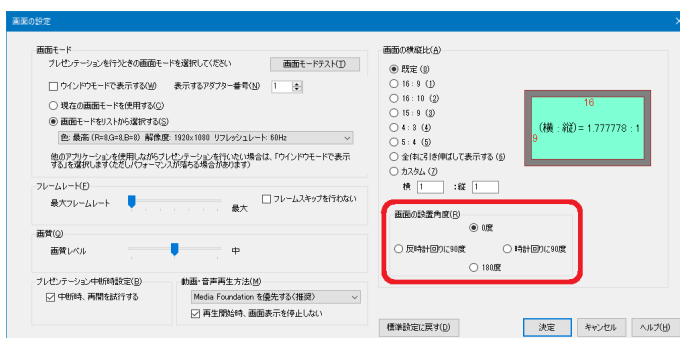 画面の設定
画面モード
プレゼンテーションを行うときの画面モードを選択してください
画面モードテスト(T)
ウインドウモードで表示する(W)
表示するアダプター番号(N)
1
現在の画面モードを使用する(C)
画面モードをリストから選択する(S)
色: 最高 (R=8,G=8,B=8) 解像度: 1920x1080 リフレッシュレート: 60Hz
他のアプリケーションを使用しながらプレゼンテーションを行いたい場合は、「ウインドウモードで表示
する」を選択します(ただしパフォーマンスが落ちる場合があります)
フレームレート(F)
最大フレームレート
最大
フレームスキップを行わない
画質(Q)
画質レベル
中
プレゼンテーション中断時設定(B)
中断時、再開を試行する
動画・音声再生方法(M)
Media Foundation を優先する(推奨)
再生開始時、画面表示を停止しない
画面の横縦比(A)
既定 (0)
16 : 9 (1)
16 : 10 (2)
15 : 9 (3)
4 : 3 (4)
5 : 4 (5)
全体に引き伸ばして表示する (6)
カスタム (7)
横 1 :縦 1
16
(横 : 縦)= 1.777778 : 1
9
画面の設置角度(R)
0度
反時計回りに90度
時計回りに90度
180度
標準設定に戻す(D)
決定
キャンセル
ヘルプ(H)